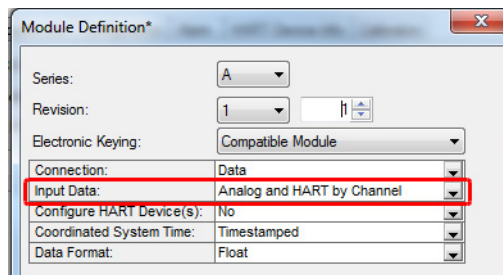 Module Definition*
Series: A
Revision: 1 1
Electronic Keying: Compatible Module
Connection: Data
Input Data: Analog and HART by Channel
Configure HART Device(s): No
Coordinated System Time: Timestamped
Data Format: Float